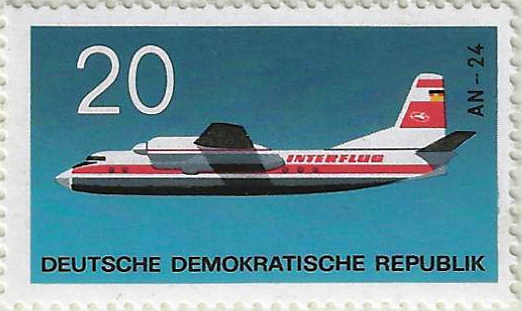 20
AN-24
INTERFLUG
DEUTSCHE DEMOKRATISCHE REPUBLIK